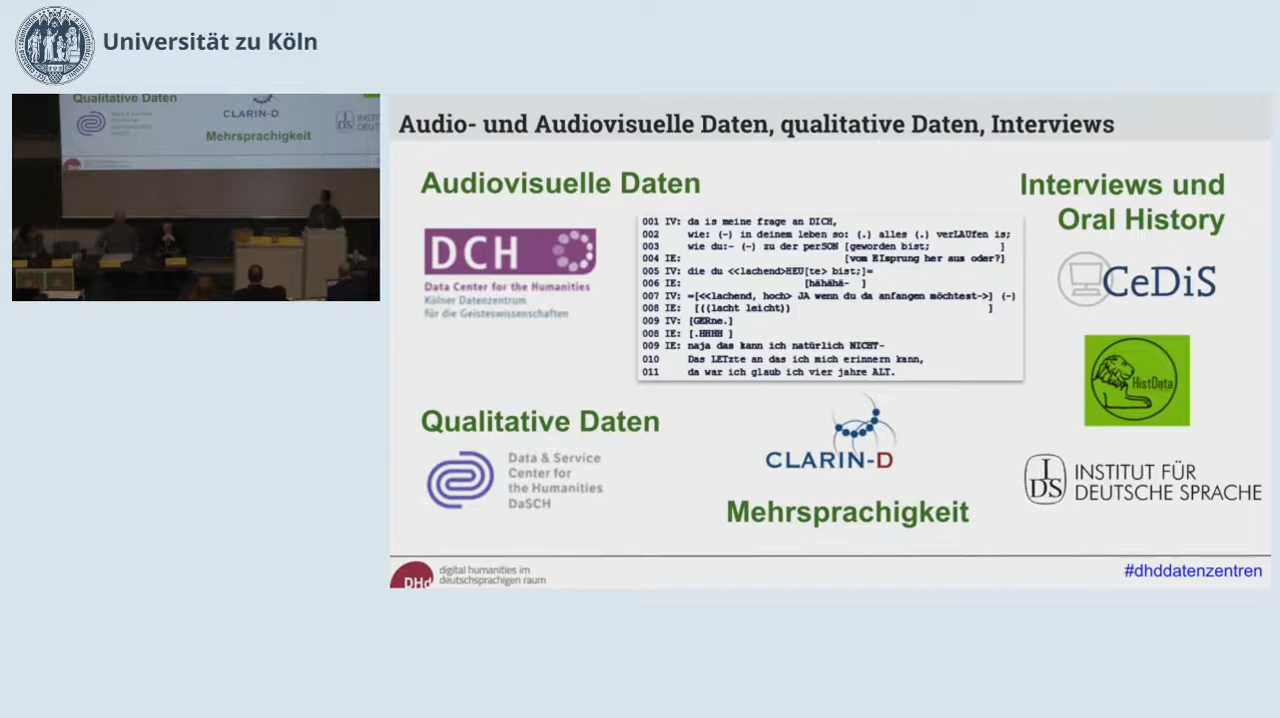 Universität zu Köln
Qualitative Daten
CLARIN-D
Mehrsprachigkeit
Audio- und Audiovisuelle Daten, qualitative Daten, Interviews
Audiovisuelle Daten
DCH
Data Center for the Humanities
Kölner Datenzentrum
für die Geisteswissenschaften
001 IV: da is meine frage an DICH,
002 wie: (-) in deinem leben so: (.) alles (.) verLAUfen is;
003 wie du:- (-) zu der perSON [geworden bist; ]
004 IE: [vom EIsprung her aus oder?]
005 IV: die du <<lachend>HEU[te> bist;]=
006 IE: [hähähä- ]
007 IV: =[<<lachend, hoch> JA wenn du da anfangen möchtest->] (-)
008 IE: [((lacht leicht)) ]
009 IV: [GERne.]
008 IE: [.HHHH ]
009 IE: naja das kann ich natürlich NICHT-
010 Das LETzte an das ich mich erinnern kann,
011 da war ich glaub ich vier jahre ALT.
Interviews und
Oral History
CeDiS
HistData
Qualitative Daten
Data & Service
Center for
the Humanities
DaSCH
CLARIN-D
Mehrsprachigkeit
IDS
INSTITUT FÜR
DEUTSCHE SPRACHE
DHd
digital humanities im
deutschsprachigen raum
#dhddatenzentren